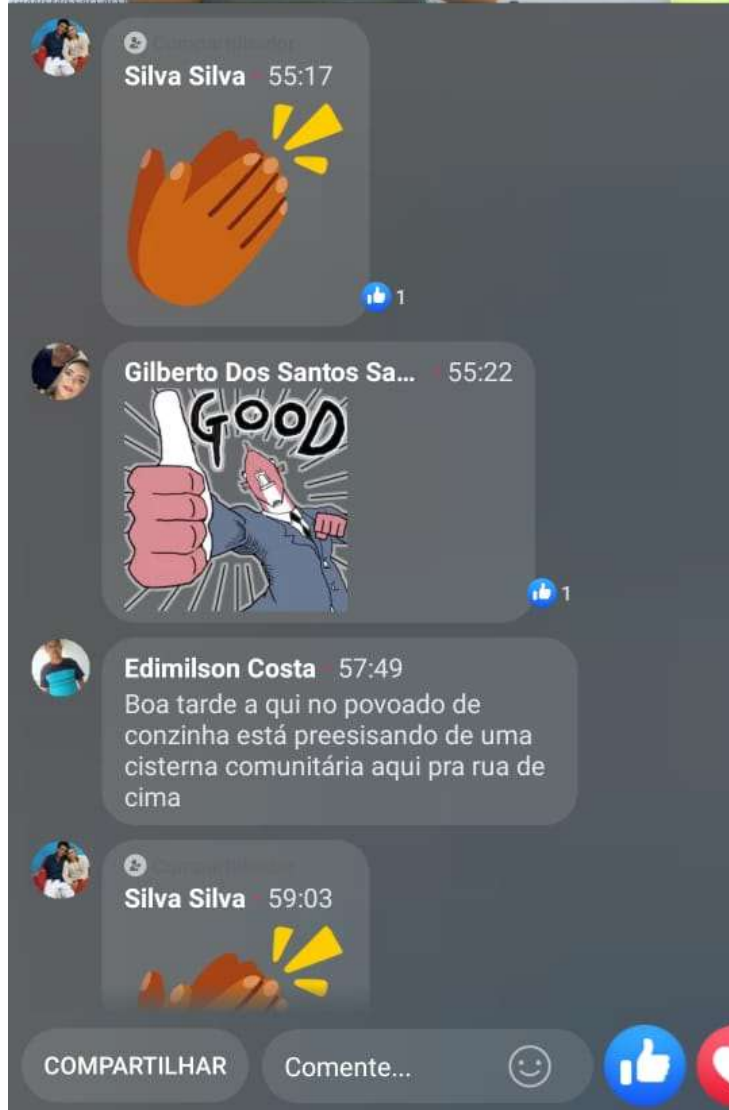 Compartilhador
Silva Silva • 55:17
1
Gilberto Dos Santos Sa... • 55:22
GOOD
1
Edimilson Costa • 57:49
Boa tarde a qui no povoado de
conzinha está preesisando de uma
cisterna comunitária aqui pra rua de
cima
Compartilhador
Silva Silva • 59:03
COMPARTILHAR
Comente...